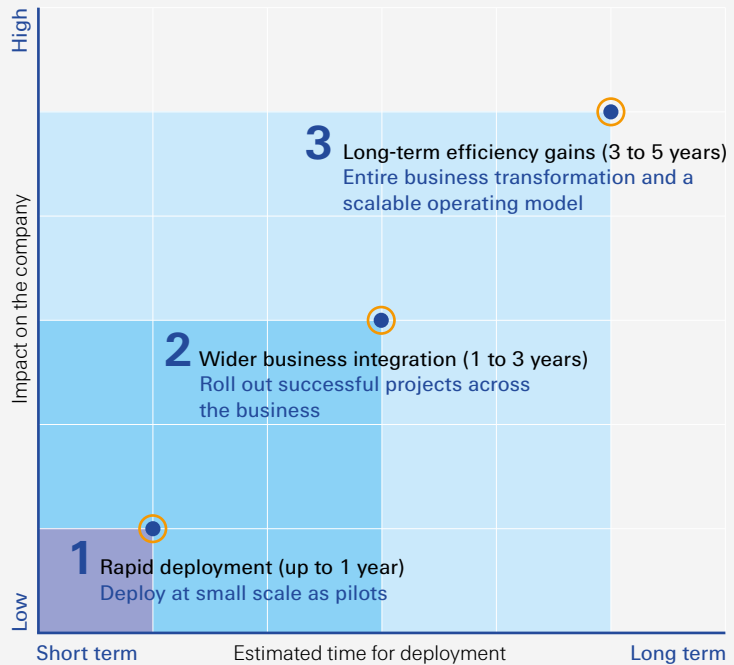 High
3 Long-term efficiency gains (3 to 5 years)
Entire business transformation and a
scalable operating model
Impact on the company
2 Wider business integration (1 to 3 years)
Roll out successful projects across
the business
1 Rapid deployment (up to 1 year)
Deploy at small scale as pilots
Low
Short term Estimated time for deployment Long term